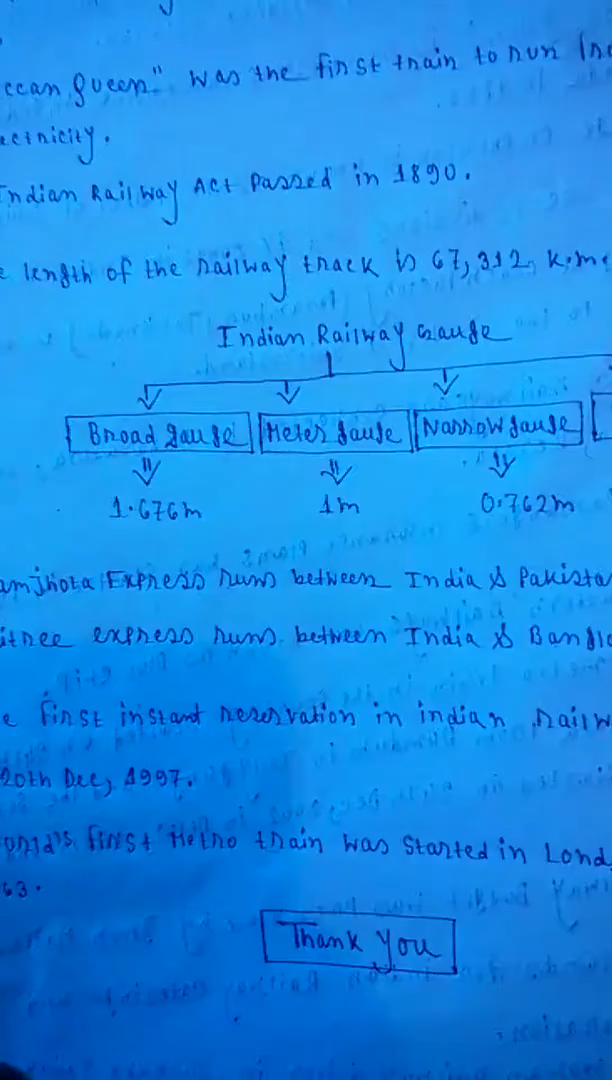 ccan queen" was the first train to run
actricity.
Indian Railway Act Passed in 1890.
e length of the railway track is 67,312 k.m.
Indian Railway Gauge
Broad gauge Meter gauge Narrow gauge
1.676m 1m 0.762m
amjhota Express runs between India & Pakista
itree express runs between India & Bangla
e first instant reservation in indian railw
20th Dec, 1997.
orld's first Metro train was started in Lond
63.
Thank you